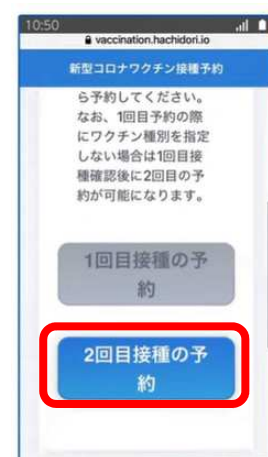 10:50
vaccination.hachidori.io
新型コロナワクチン接種予約
ら予約してください。
なお、1回目予約の際
にワクチン種別を指定
しない場合は1回目接
種確認後に2回目の予
約が可能になります。
1回目接種の予
約
2回目接種の予
約